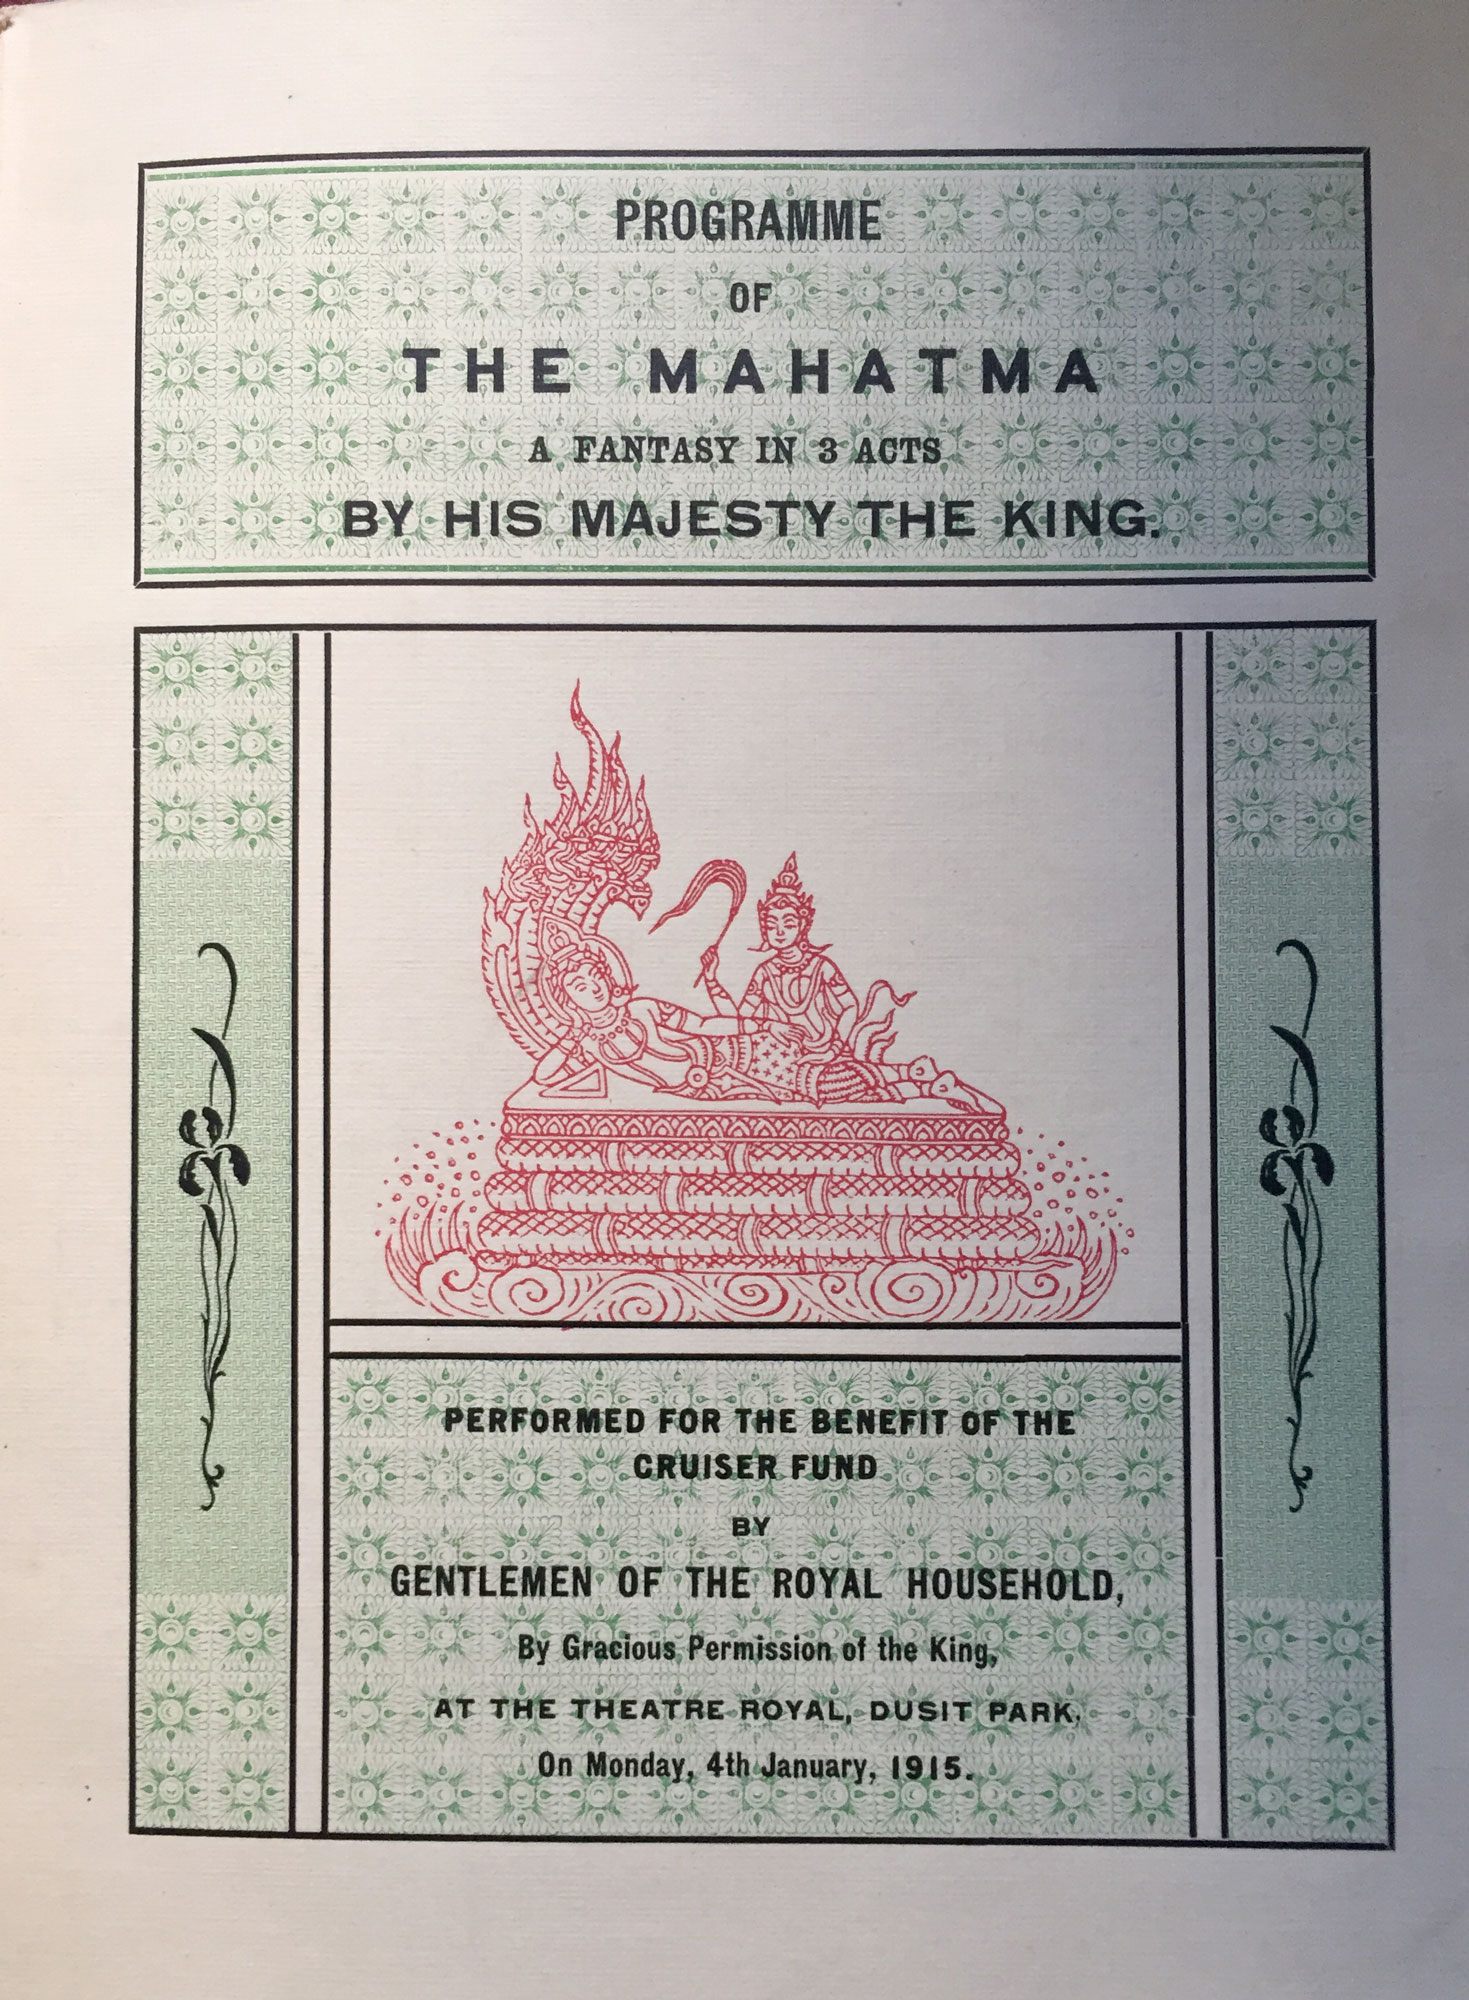 PROGRAMME
OF
THE MAHATMA
A FANTASY IN 3 ACTS
BY HIS MAJESTY THE KING.
PERFORMED FOR THE BENEFIT OF THE
CRUISER FUND
BY
GENTLEMEN OF THE ROYAL HOUSEHOLD,
By Gracious Permission of the King,
AT THE THEATRE ROYAL, DUSIT PARK,
On Monday, 4th January, 1915.